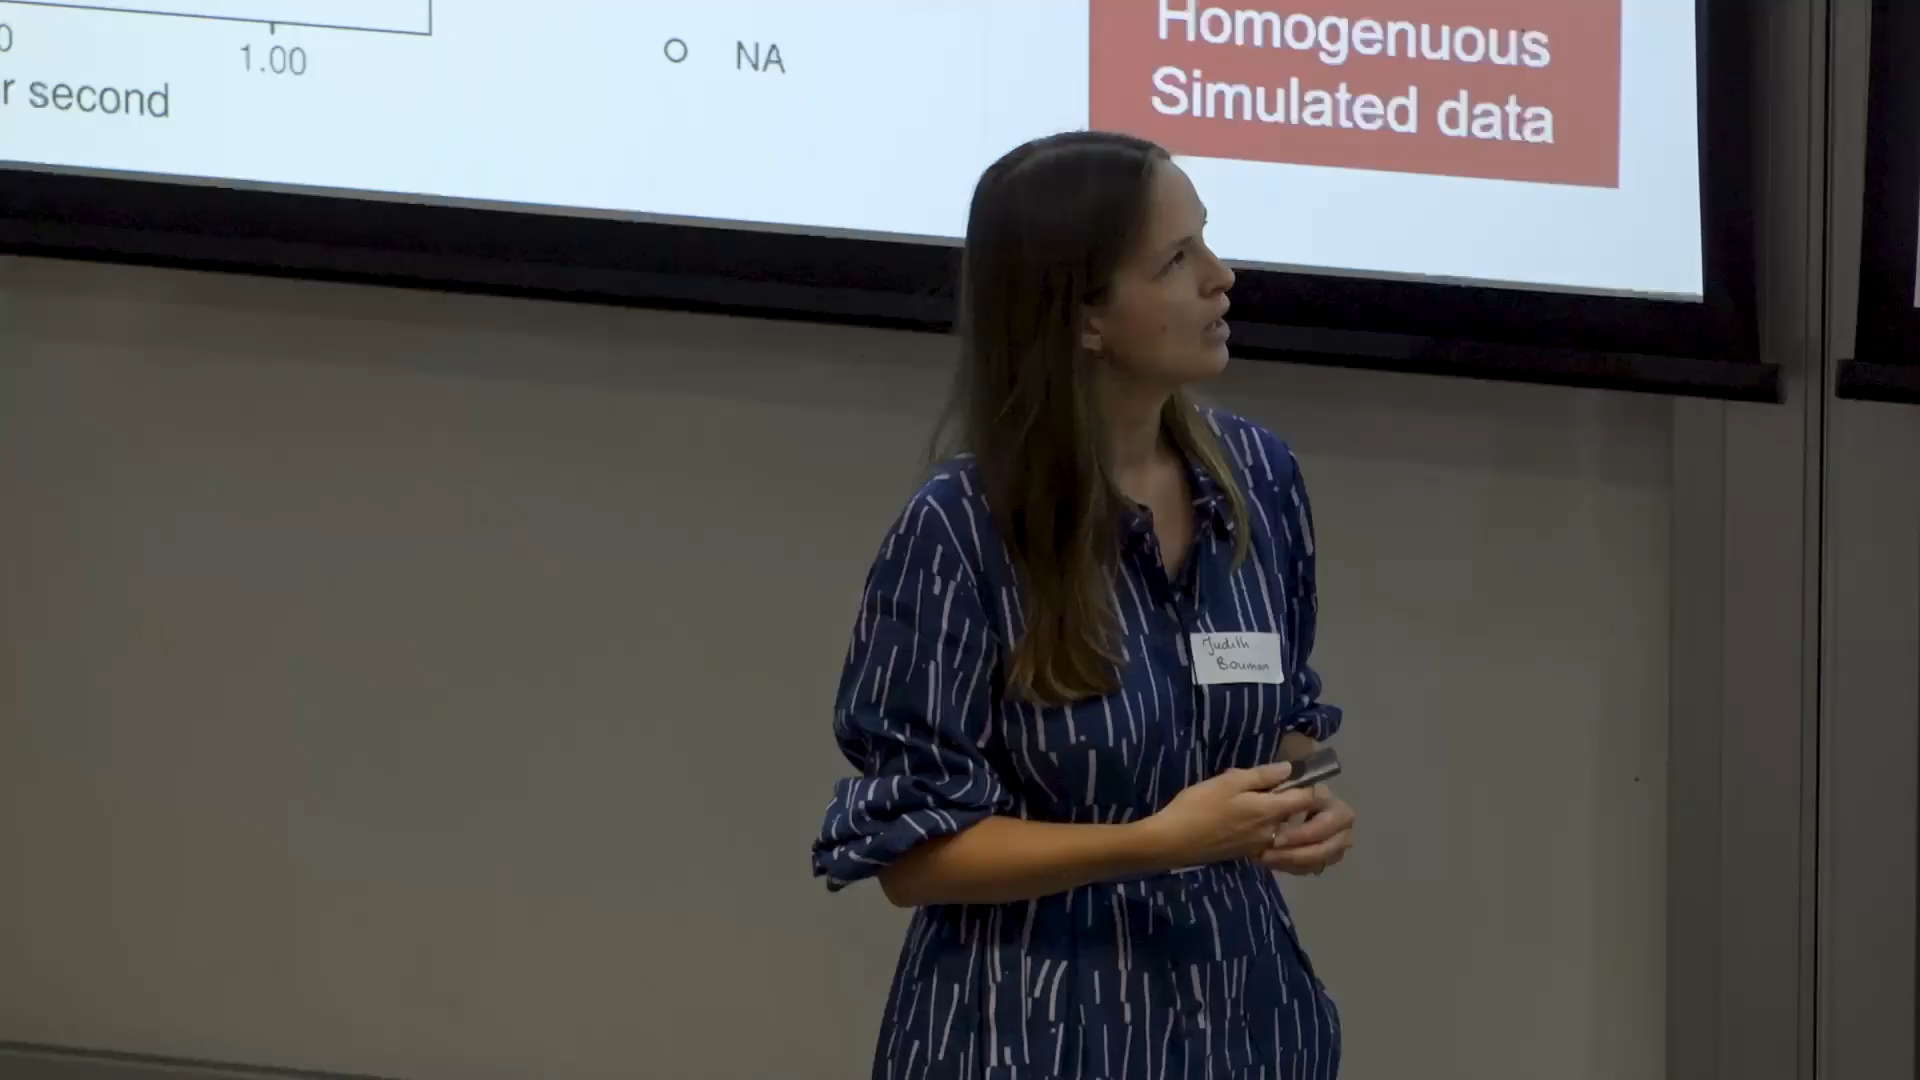 1.00
r second
NA
Homogenuous
Simulated data
Judith
Bouman